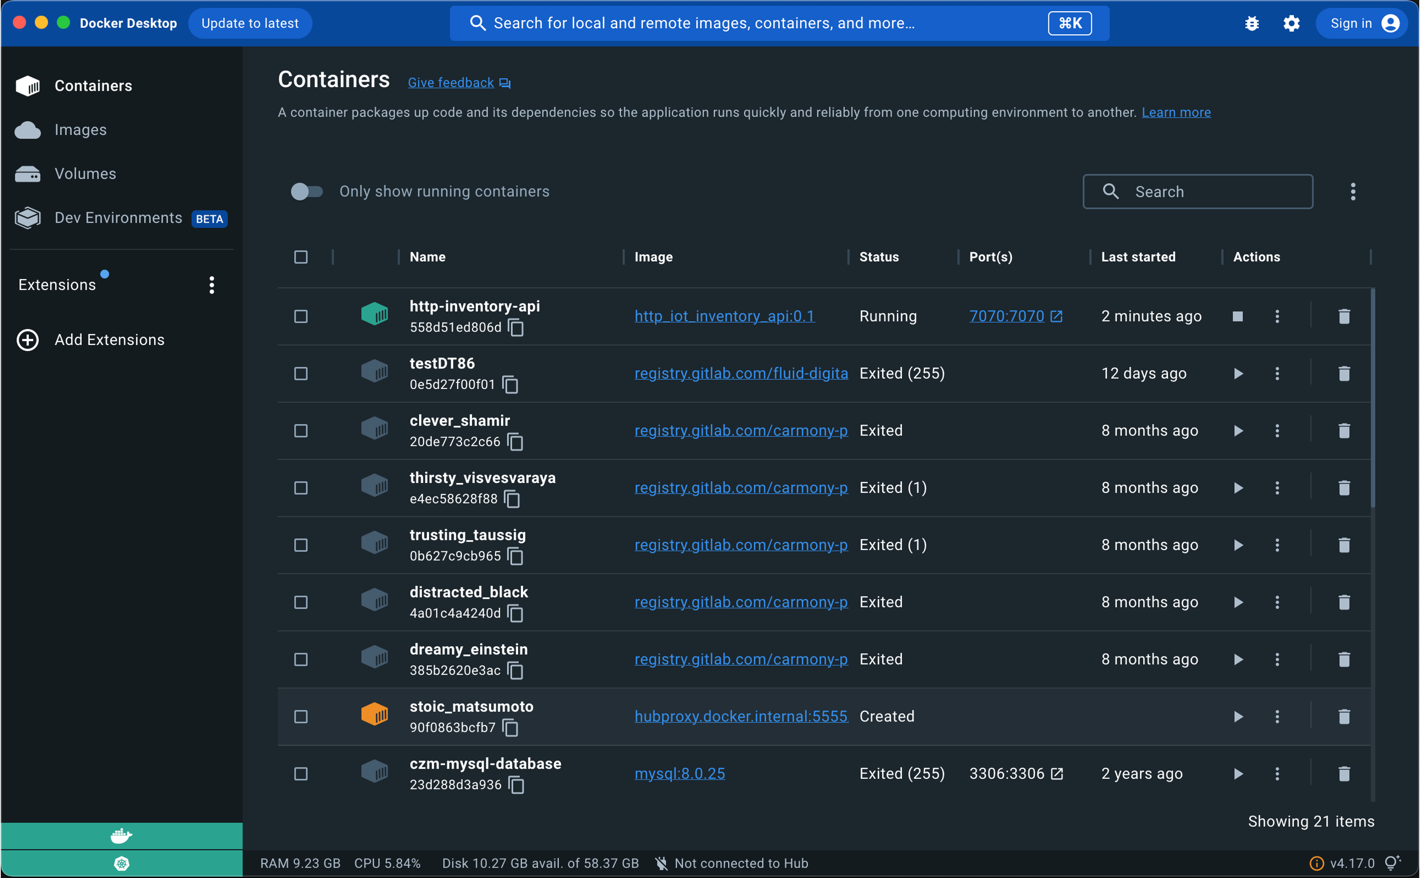 Docker Desktop
Update to latest
Search for local and remote images, containers, and more...
⌘K
Sign in
Containers
Images
Volumes
Dev Environments BETA
Extensions
Add Extensions
Containers Give feedback
A container packages up code and its dependencies so the application runs quickly and reliably from one computing environment to another. Learn more
Only show running containers
Search
Name Image Status Port(s) Last started Actions
http-inventory-api
558d51ed806d
http_iot_inventory_api:0.1 Running 7070:7070 2 minutes ago
testDT86
0e5d27f00f01
registry.gitlab.com/fluid-digita Exited (255) 12 days ago
clever_shamir
20de773c2c66
registry.gitlab.com/carmony-p Exited 8 months ago
thirsty_visvesvaraya
e4ec58628f88
registry.gitlab.com/carmony-p Exited (1) 8 months ago
trusting_taussig
0b627c9cb965
registry.gitlab.com/carmony-p Exited (1) 8 months ago
distracted_black
4a01c4a4240d
registry.gitlab.com/carmony-p Exited 8 months ago
dreamy_einstein
385b2620e3ac
registry.gitlab.com/carmony-p Exited 8 months ago
stoic_matsumoto
90f0863bcfb7
hubproxy.docker.internal:5555 Created
czm-mysql-database
23d288d3a936
mysql:8.0.25 Exited (255) 3306:3306 2 years ago
Showing 21 items
RAM 9.23 GB CPU 5.84% Disk 10.27 GB avail. of 58.37 GB Not connected to Hub v4.17.0